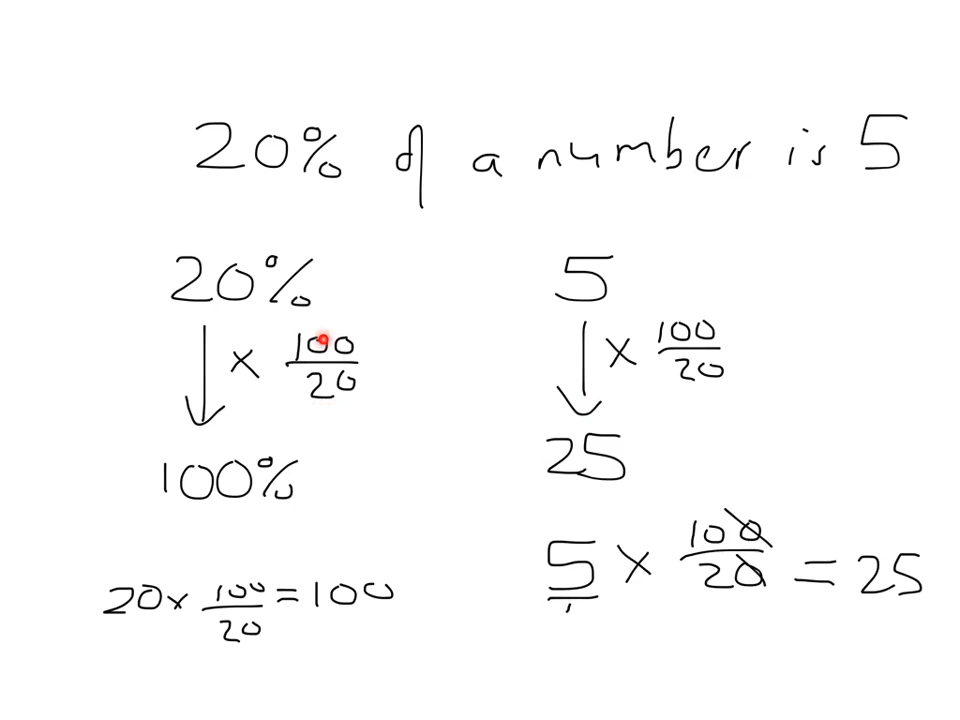 20% of a number is 5
20% 5
× 100/20 × 100/20
100% 25
20 × 100/20 = 100 5/1 × 100/20 = 25